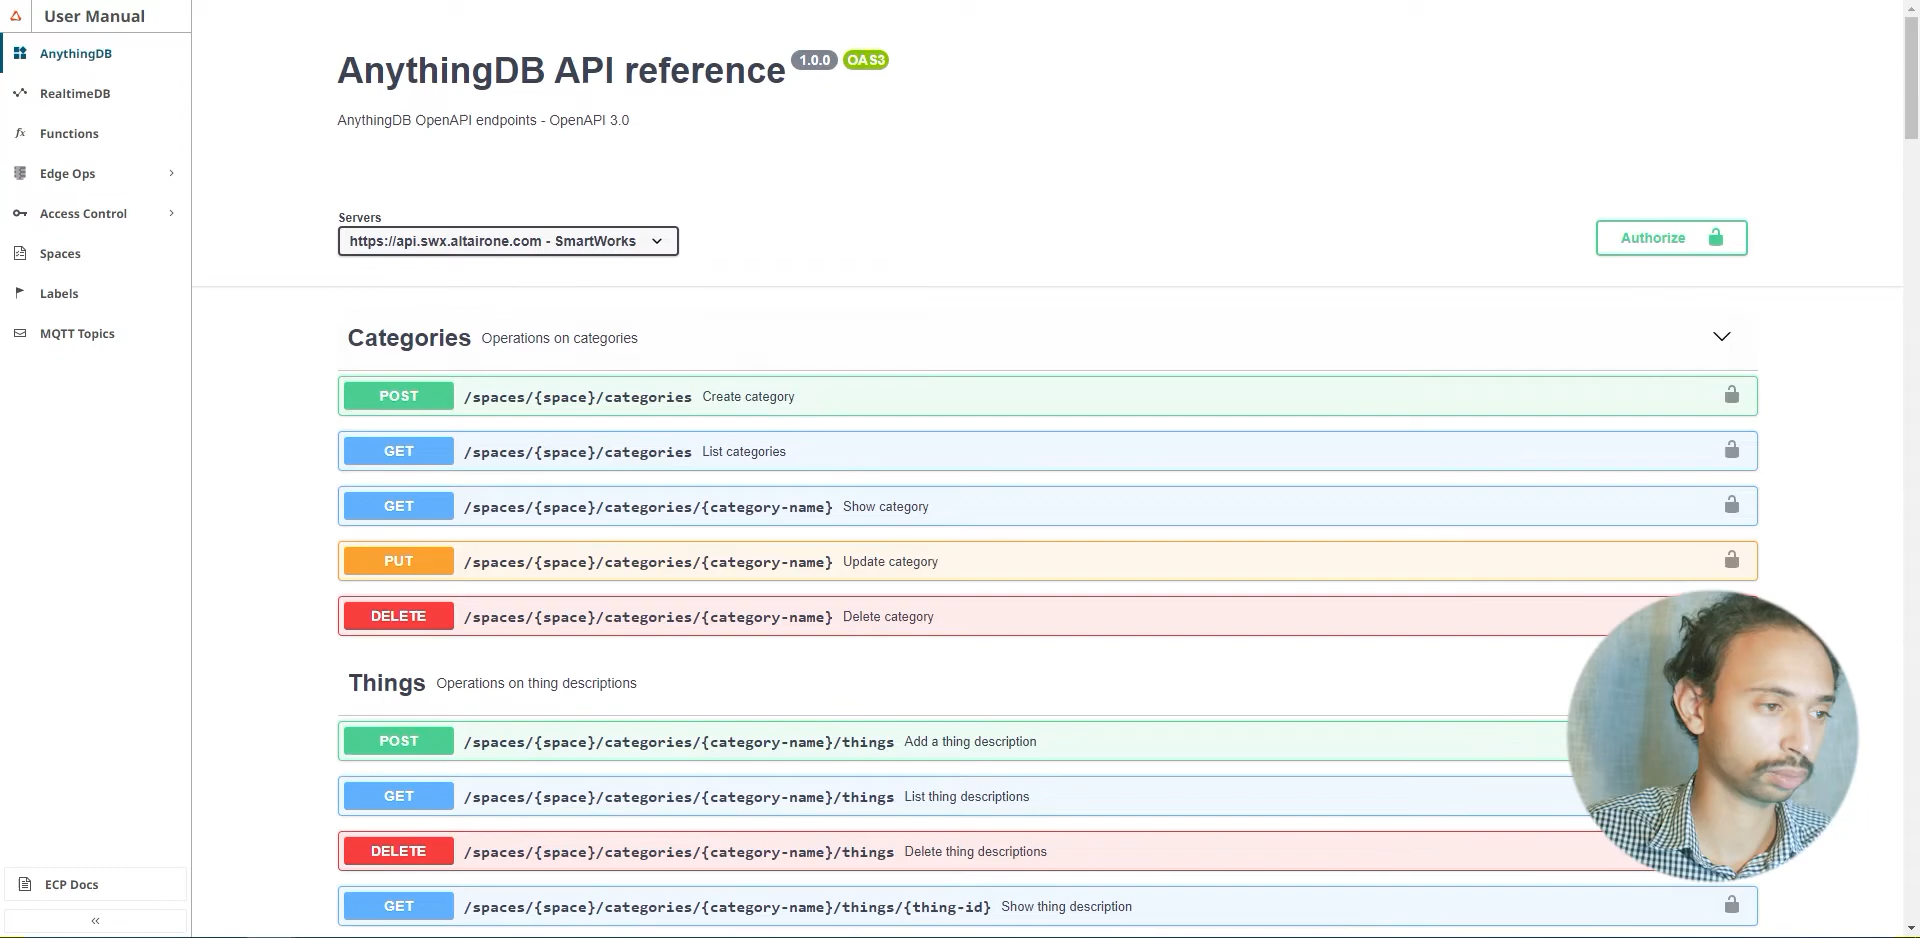 User Manual
AnythingDB
RealtimeDB
fx Functions
Edge Ops
Access Control
Spaces
Labels
MQTT Topics
ECP Docs
«
AnythingDB API reference 1.0.0 OAS3
AnythingDB OpenAPI endpoints - OpenAPI 3.0
Servers
https://api.swx.altairone.com - SmartWorks
Authorize
Categories Operations on categories
POST /spaces/{space}/categories Create category
GET /spaces/{space}/categories List categories
GET /spaces/{space}/categories/{category-name} Show category
PUT /spaces/{space}/categories/{category-name} Update category
DELETE /spaces/{space}/categories/{category-name} Delete category
Things Operations on thing descriptions
POST /spaces/{space}/categories/{category-name}/things Add a thing description
GET /spaces/{space}/categories/{category-name}/things List thing descriptions
DELETE /spaces/{space}/categories/{category-name}/things Delete thing descriptions
GET /spaces/{space}/categories/{category-name}/things/{thing-id} Show thing description